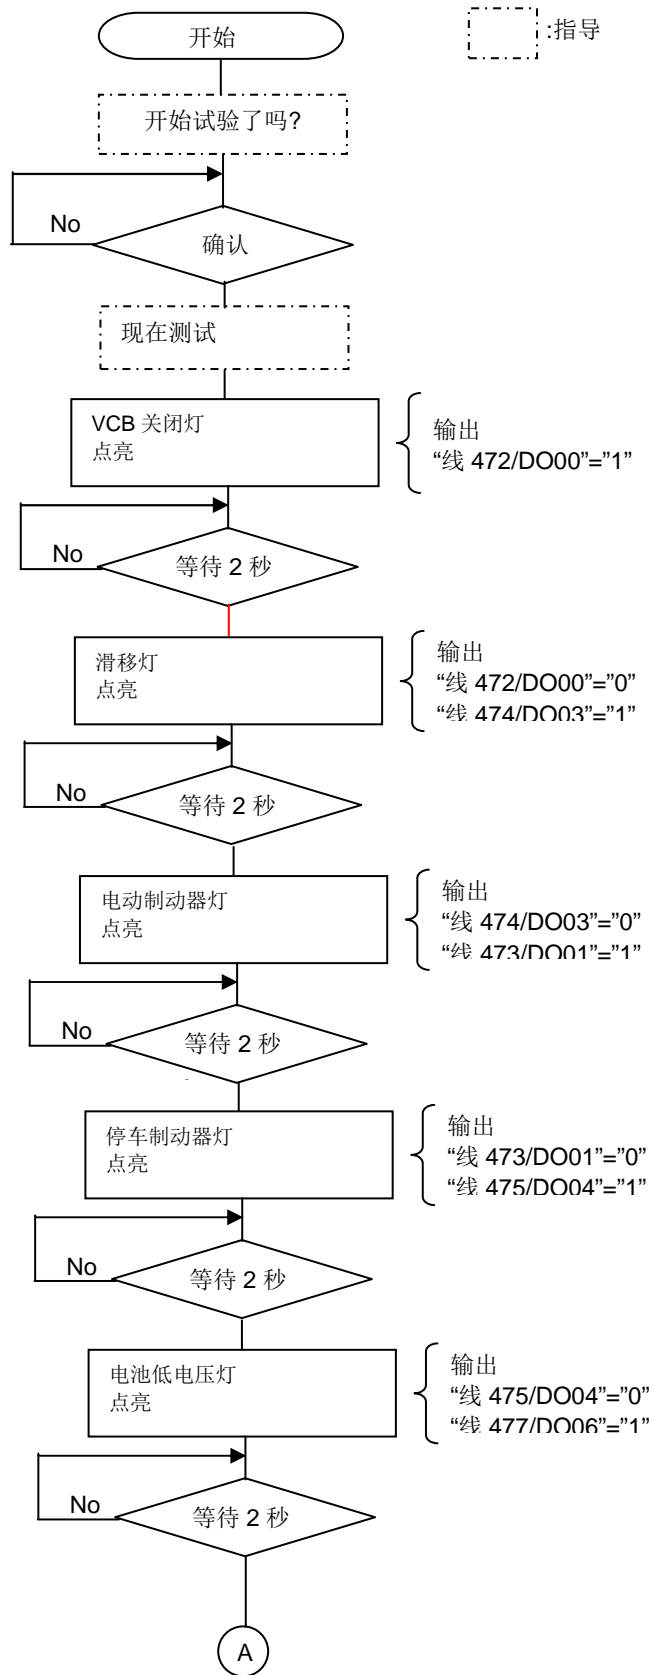 开始
:指导
开始试验了吗?
No
确认
现在测试
VCB 关闭灯
点亮
输出
“线 472/DO00”=”1”
No
等待 2 秒
滑移灯
点亮
输出
“线 472/DO00”=”0”
“线 474/DO03”=”1”
No
等待 2 秒
电动制动器灯
点亮
输出
“线 474/DO03”=”0”
“线 473/DO01”=”1”
No
等待 2 秒
停车制动器灯
点亮
输出
“线 473/DO01”=”0”
“线 475/DO04”=”1”
No
等待 2 秒
电池低电压灯
点亮
输出
“线 475/DO04”=”0”
“线 477/DO06”=”1”
No
等待 2 秒
A